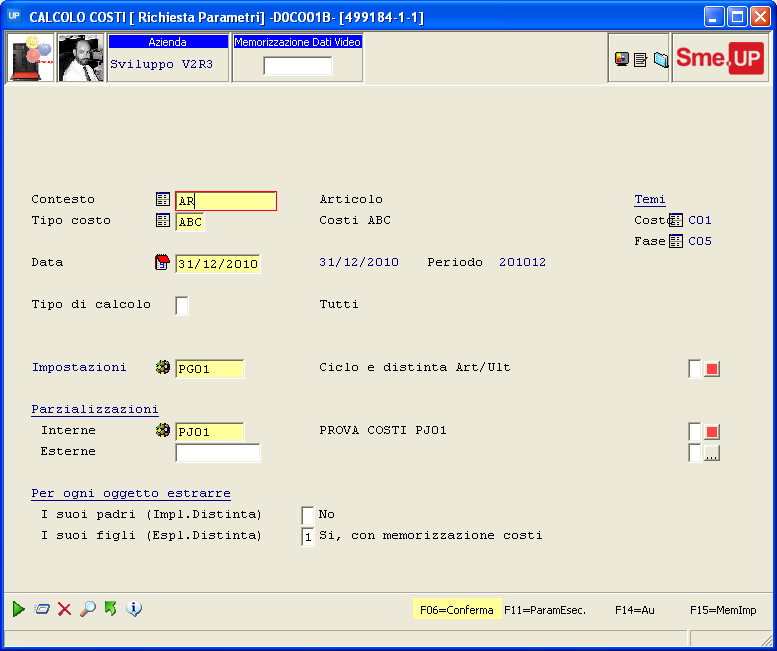 UP CALCOLO COSTI [ Richiesta Parametri] -D0CO01B- [499184-1-1]
Azienda
Sviluppo V2R3
Memorizzazione Dati Video
Sme.UP
Contesto AR Articolo Temi
Tipo costo ABC Costi ABC Costo C01
Fase C05
Data 31/12/2010 31/12/2010 Periodo 201012
Tipo di calcolo Tutti
Impostazioni PG01 Ciclo e distinta Art/Ult
Parzializzazioni
Interne PJ01 PROVA COSTI PJ01
Esterne ...
Per ogni oggetto estrarre
I suoi padri (Impl.Distinta) No
I suoi figli (Espl.Distinta) 1 Si, con memorizzazione costi
F06=Conferma F11=ParamEsec. F14=Au F15=MemImp